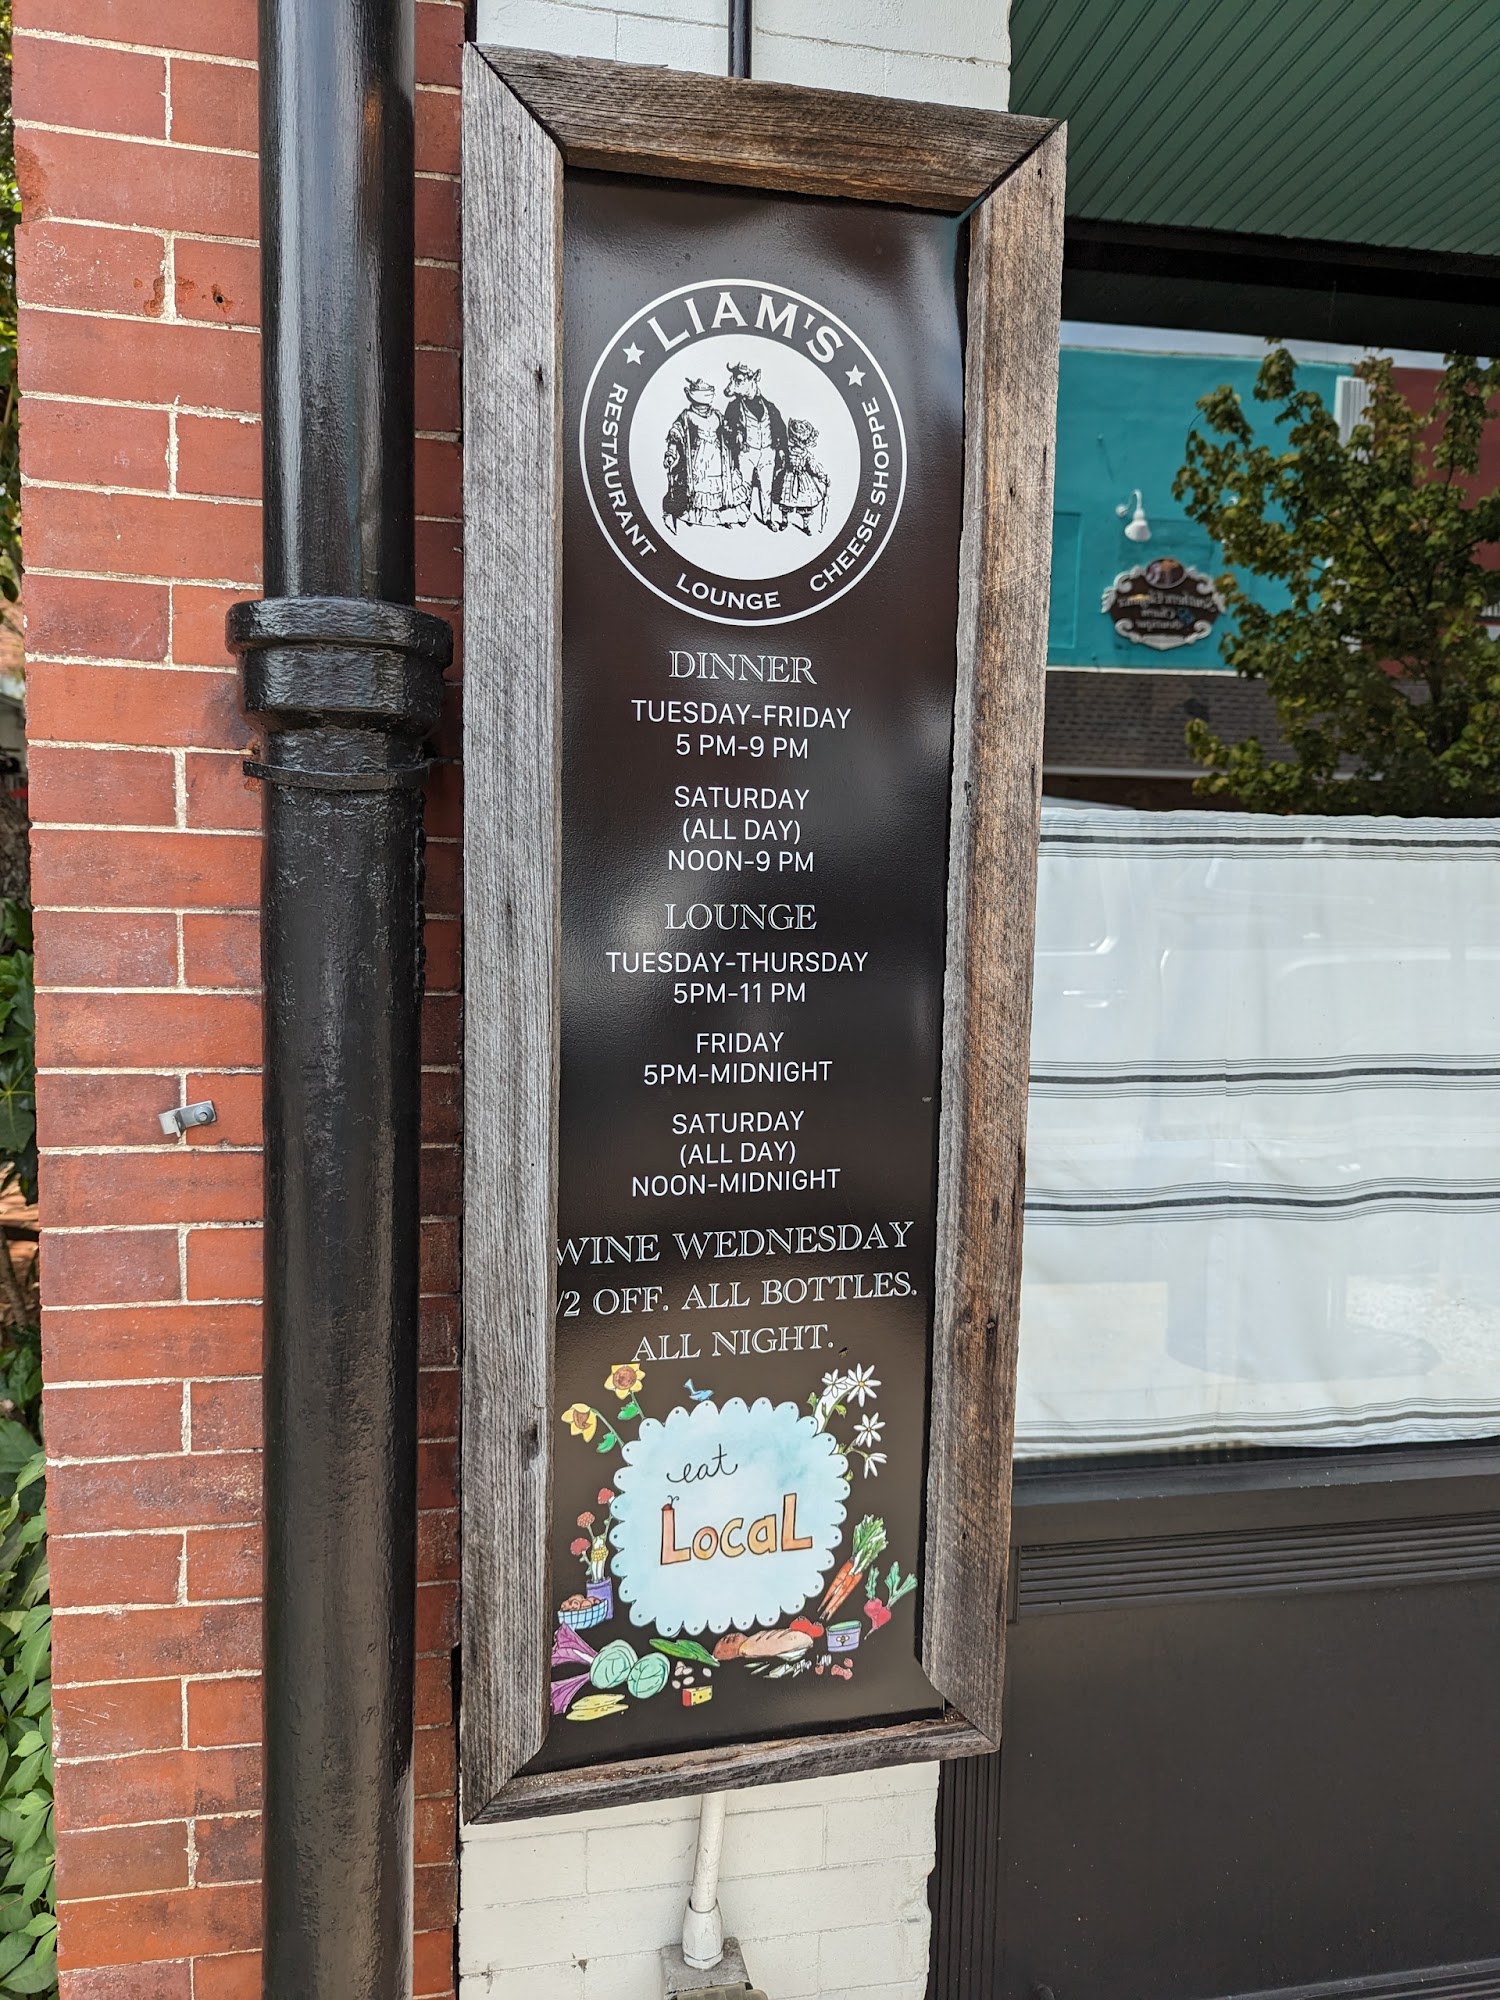 LIAM'S
RESTAURANT
LOUNGE
CHEESE SHOPPE
DINNER
TUESDAY-FRIDAY
5 PM-9 PM
SATURDAY
(ALL DAY)
NOON-9 PM
LOUNGE
TUESDAY-THURSDAY
5PM-11 PM
FRIDAY
5PM-MIDNIGHT
SATURDAY
(ALL DAY)
NOON-MIDNIGHT
WINE WEDNESDAY
/2 OFF. ALL BOTTLES.
ALL NIGHT.
eat
LocaL